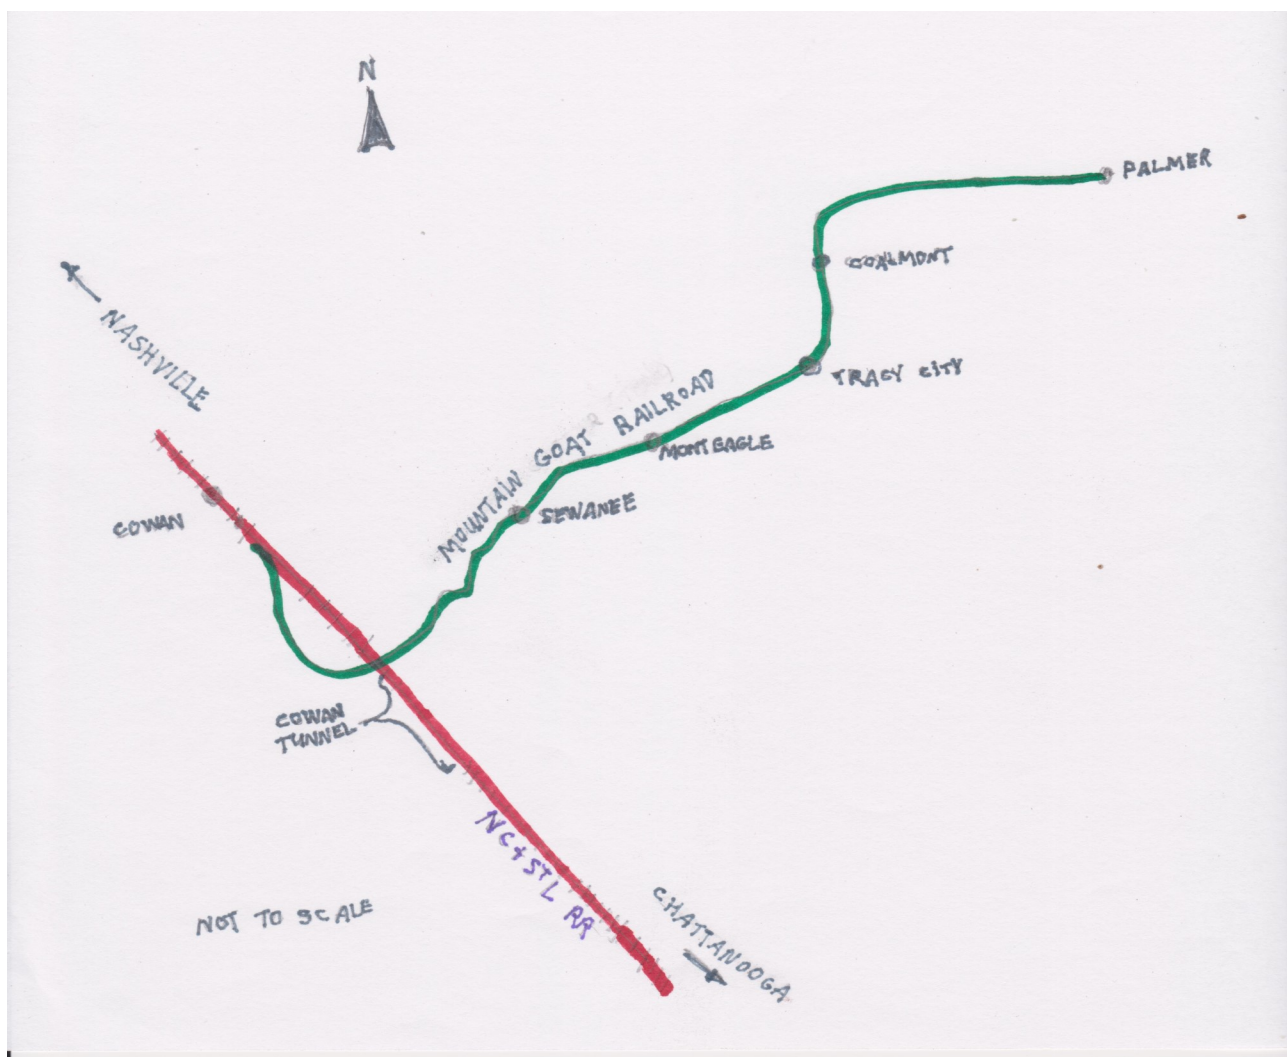 N
PALMER
COALMONT
NASHVILLE
TRACY CITY
MOUNTAIN GOAT RAILROAD
MONTEAGLE
SEWANEE
COWAN
COWAN
TUNNEL
NC+STL RR
CHATTANOOGA
NOT TO SCALE